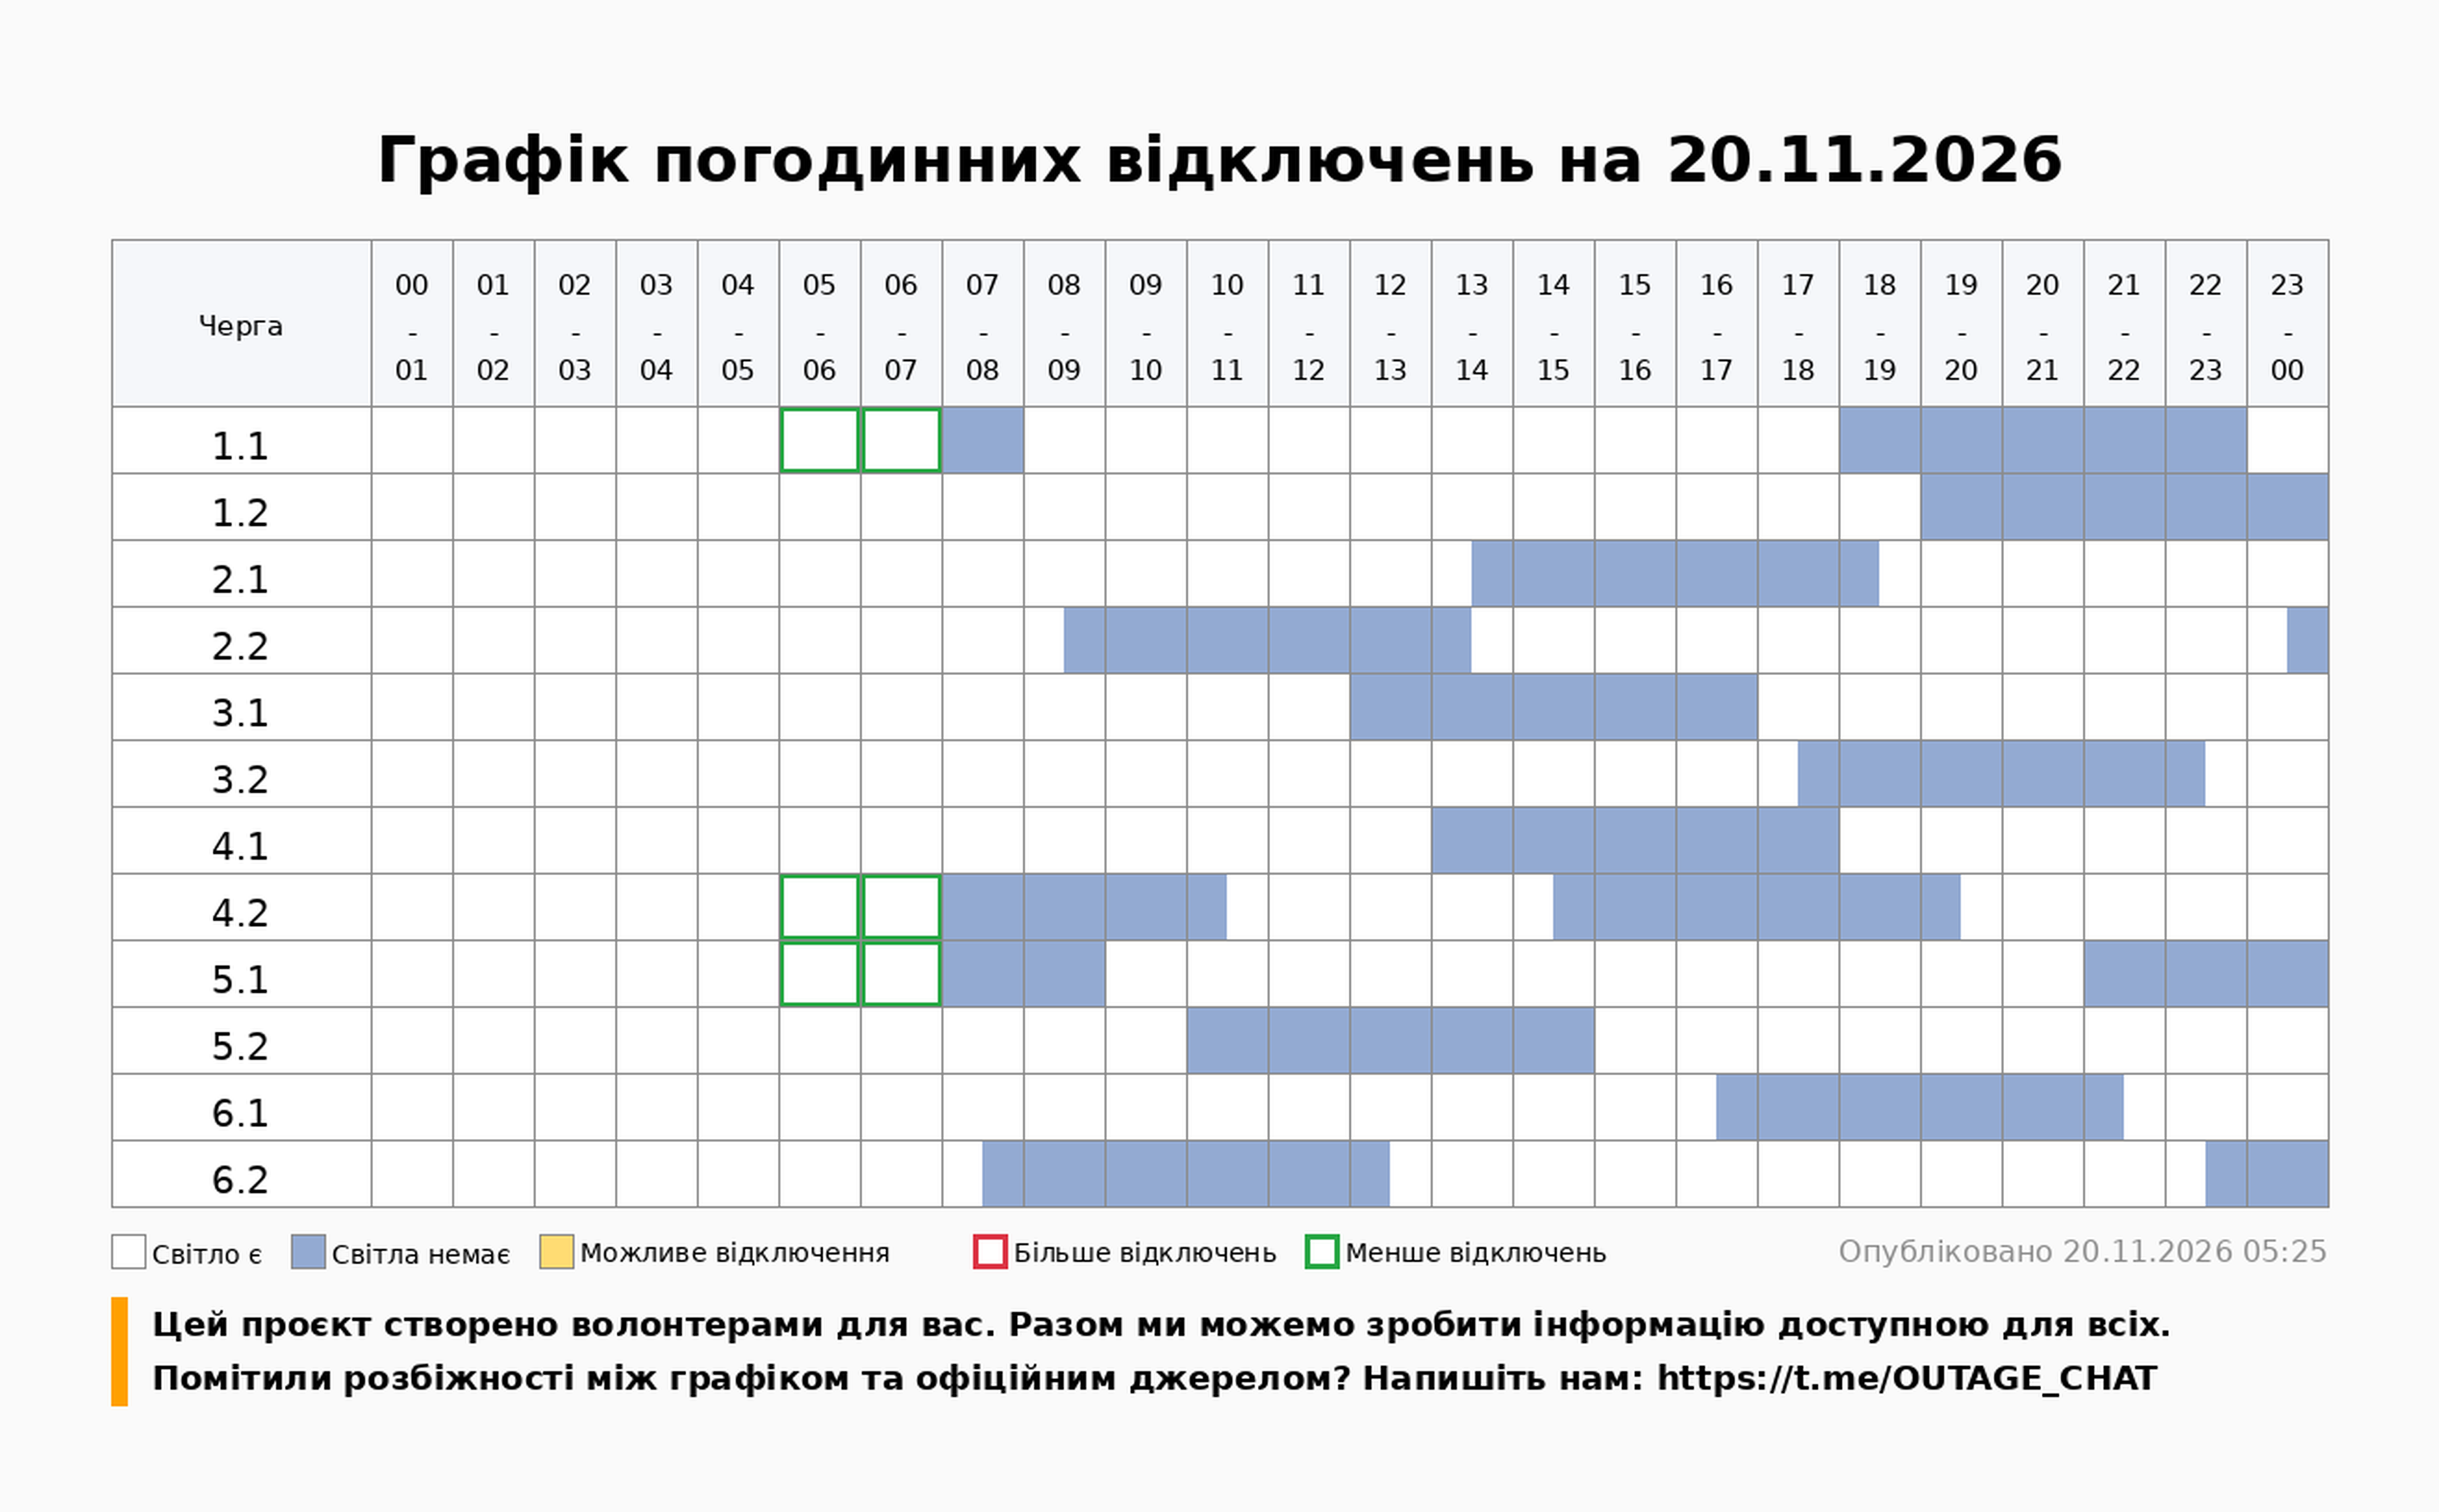 Графік погодинних відключень на 20.11.2026
Черга
00 - 01
01 - 02
02 - 03
03 - 04
04 - 05
05 - 06
06 - 07
07 - 08
08 - 09
09 - 10
10 - 11
11 - 12
12 - 13
13 - 14
14 - 15
15 - 16
16 - 17
17 - 18
18 - 19
19 - 20
20 - 21
21 - 22
22 - 23
23 - 00
1.1
1.2
2.1
2.2
3.1
3.2
4.1
4.2
5.1
5.2
6.1
6.2
Світло є Світла немає Можливе відключення Більше відключень Менше відключень Опубліковано 20.11.2026 05:25
Цей проєкт створено волонтерами для вас. Разом ми можемо зробити інформацію доступною для всіх.
Помітили розбіжності між графіком та офіційним джерелом? Напишіть нам: https://t.me/OUTAGE_CHAT